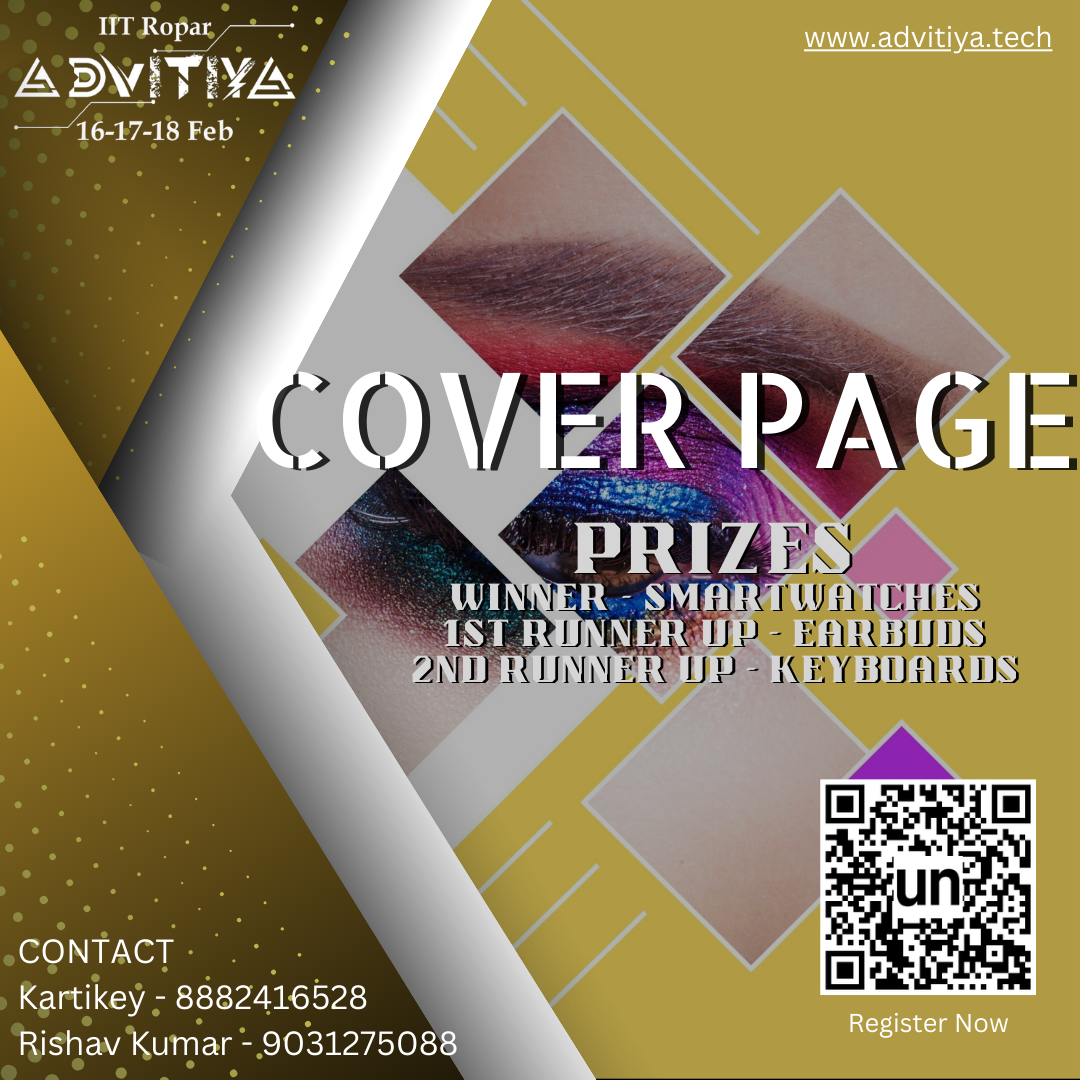 IIT Ropar
ADVITIYA
16-17-18 Feb
www.advitiya.tech
COVER PAGE
PRIZES
WINNER - SMARTWATCHES
1ST RUNNER UP - EARBUDS
2ND RUNNER UP - KEYBOARDS
un
Register Now
CONTACT
Kartikey - 8882416528
Rishav Kumar - 9031275088